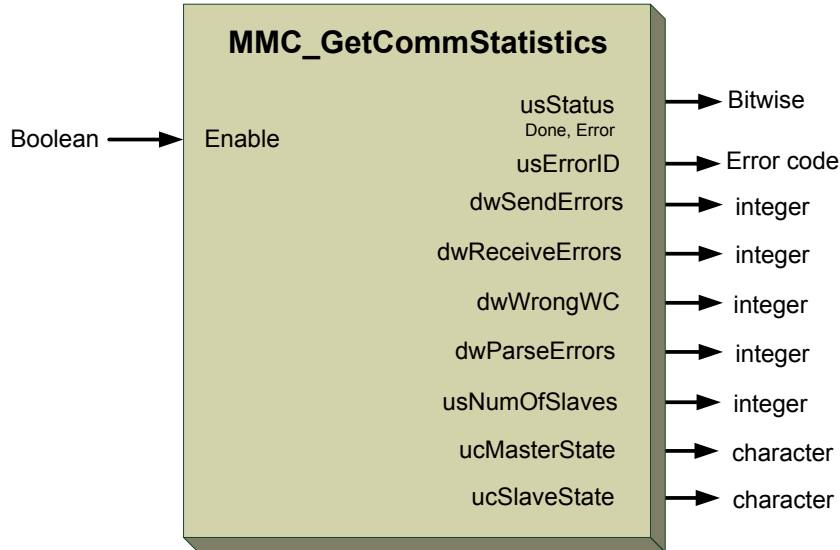 MMC_GetCommStatistics
usStatus Bitwise
Done, Error
Boolean Enable
usErrorID Error code
dwSendErrors integer
dwReceiveErrors integer
dwWrongWC integer
dwParseErrors integer
usNumOfSlaves integer
ucMasterState character
ucSlaveState character